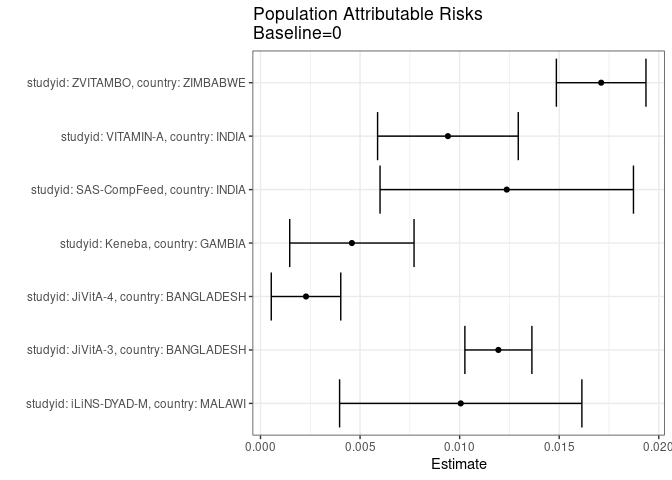 Population Attributable Risks
Baseline=0
studyid: ZVITAMBO, country: ZIMBABWE
studyid: VITAMIN-A, country: INDIA
studyid: SAS-CompFeed, country: INDIA
studyid: Keneba, country: GAMBIA
studyid: JiVitA-4, country: BANGLADESH
studyid: JiVitA-3, country: BANGLADESH
studyid: iLiNS-DYAD-M, country: MALAWI
0.000 0.005 0.010 0.015 0.020
Estimate